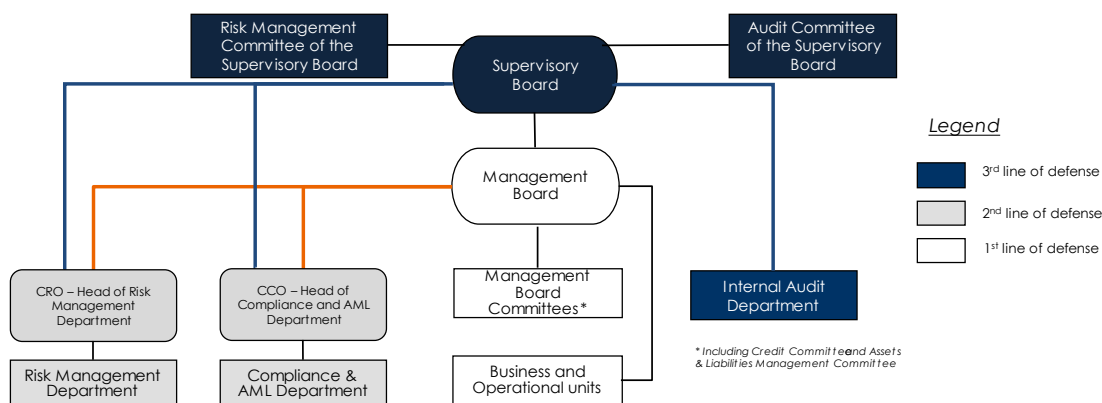 Risk Management
Committee of the
Supervisory Board
Audit Committee
of the Supervisory
Board
Supervisory
Board
Legend
3rd line of defense
2nd line of defense
1st line of defense
Management
Board
CRO – Head of Risk
Management
Department
CCO – Head of
Compliance and AML
Department
Management
Board
Committees*
Internal Audit
Department
* Including Credit Committee and Assets
& Liabilities Management Committee
Risk Management
Department
Compliance &
AML Department
Business and
Operational units